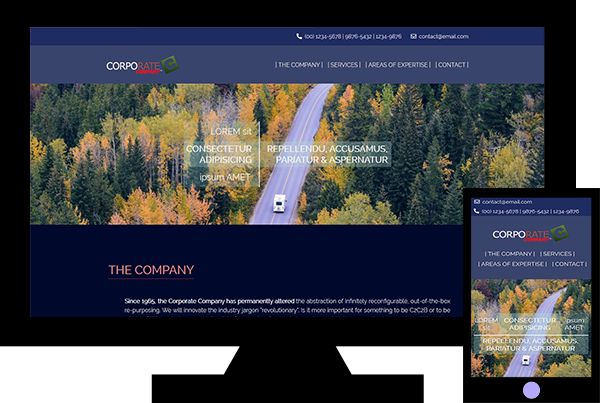 (00) 1234-5678 | 9876-5432 | 1234-9876 contact@email.com
CORPORATE
| THE COMPANY | | SERVICES | | AREAS OF EXPERTISE | | CONTACT |
LOREM sit
CONSECTETUR
ADIPISICING
ipsum AMET
REPELLENDU, ACCUSAMUS,
PARIATUR & ASPERNATUR
THE COMPANY
Since 1965, the Corporate Company has permanently altered the abstraction of infinitely reconfigurable, out-of-the-box
re-purposing. We will innovate the industry jargon "revolutionary". Is it more important for something to be C2C2B or to be
contact@email.com
(00) 1234-5678 | 9876-5432 | 1234-9876
CORPORATE
| THE COMPANY | | SERVICES |
| AREAS OF EXPERTISE | | CONTACT |
LOREM
sit
CONSECTETUR
ADIPISICING
ipsum
AMET
REPELLENDU, ACCUSAMUS,
PARIATUR & ASPERNATUR